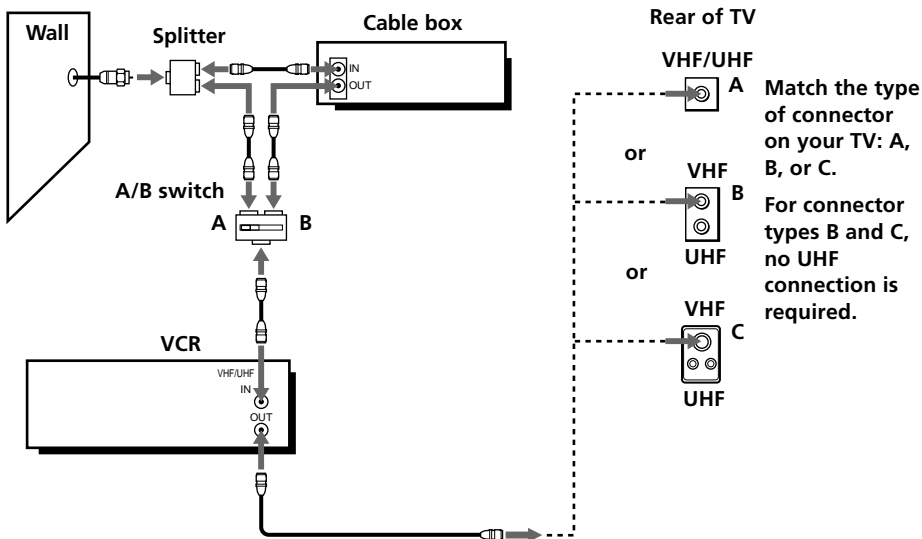 Wall
Splitter
Cable box
IN
OUT
A/B switch
A
B
VCR
VHF/UHF
IN
OUT
Rear of TV
VHF/UHF
A
or
VHF
B
UHF
or
VHF
C
UHF
Match the type
of connector
on your TV: A,
B, or C.
For connector
types B and C,
no UHF
connection is
required.